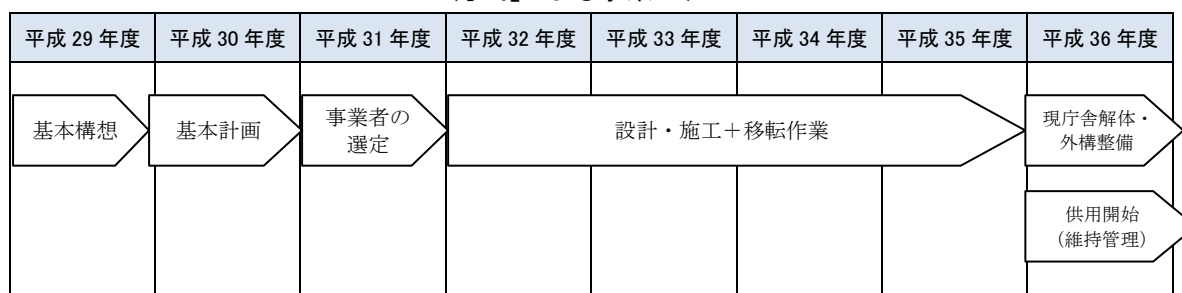 平成 29 年度 平成 30 年度 平成 31 年度 平成 32 年度 平成 33 年度 平成 34 年度 平成 35 年度 平成 36 年度
基本構想
基本計画
事業者の
選定
設計・施工＋移転作業
現庁舎解体・
外構整備
供用開始
(維持管理)